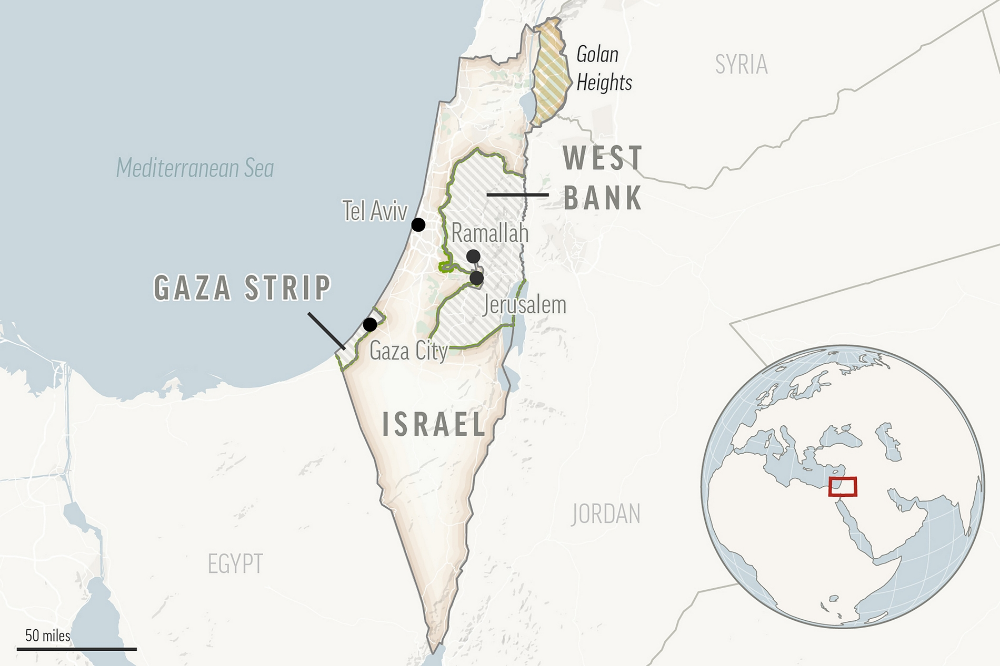 Golan
Heights
SYRIA
Mediterranean Sea
WEST
BANK
Tel Aviv
Ramallah
GAZA STRIP
Jerusalem
Gaza City
ISRAEL
JORDAN
EGYPT
50 miles